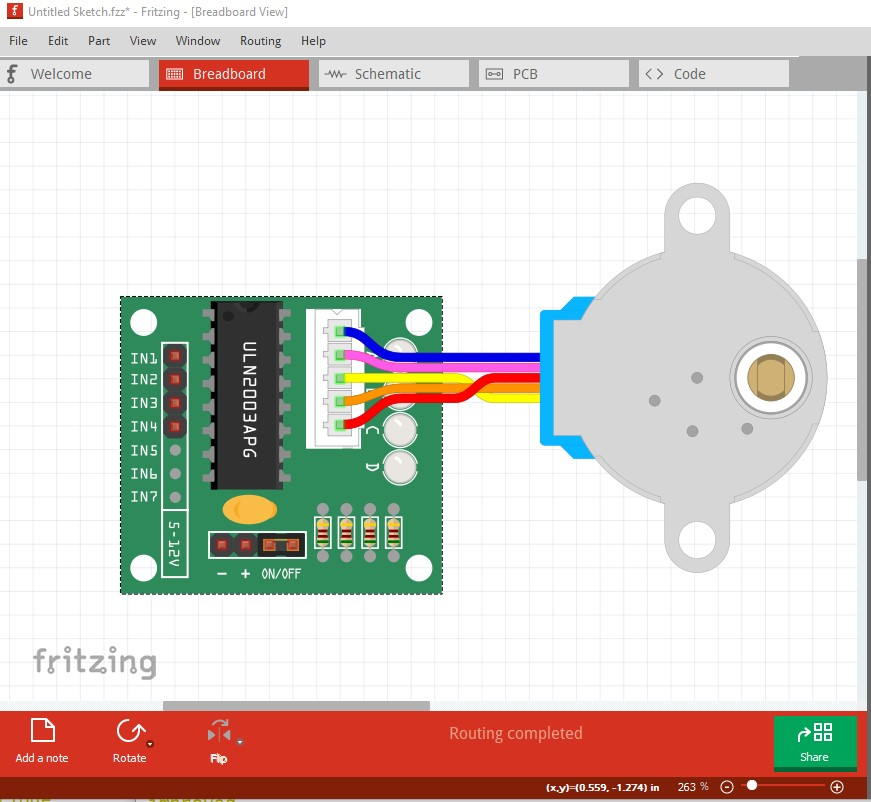 Untitled Sketch.fzz* - Fritzing - [Breadboard View]
File Edit Part View Window Routing Help
Welcome Breadboard Schematic PCB Code
IN1
IN2
IN3
IN4
IN5
IN6
IN7
5-12V
ULN2003APG
C
D
- + ON/OFF
fritzing
Routing completed
Add a note Rotate Flip Share
(x,y)=(0.559, -1.274) in 263 %